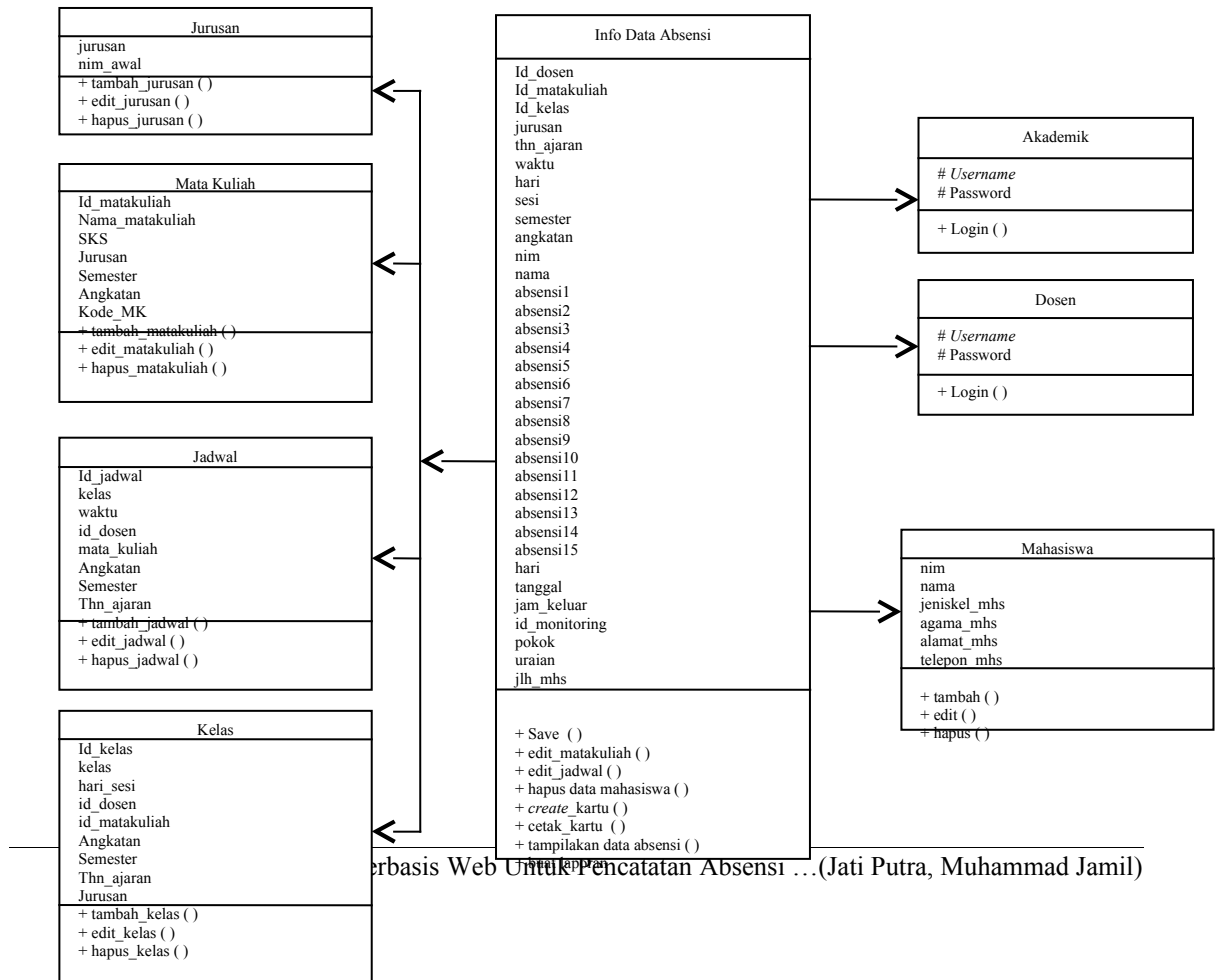 Jurusan
jurusan
nim_awal
+ tambah_jurusan ( )
+ edit_jurusan ( )
+ hapus_jurusan ( )
Mata Kuliah
Id_matakuliah
Nama_matakuliah
SKS
Jurusan
Semester
Angkatan
Kode_MK
+ tambah_matakuliah ( )
+ edit_matakuliah ( )
+ hapus_matakuliah ( )
Jadwal
Id_jadwal
kelas
waktu
id_dosen
mata_kuliah
Angkatan
Semester
Thn_ajaran
+ tambah_jadwal ( )
+ edit_jadwal ( )
+ hapus_jadwal ( )
Kelas
Id_kelas
kelas
hari_sesi
id_dosen
id_matakuliah
Angkatan
Semester
Thn_ajaran
Jurusan
+ tambah_kelas ( )
+ edit_kelas ( )
+ hapus_kelas ( )
Info Data Absensi
Id_dosen
Id_matakuliah
Id_kelas
jurusan
thn_ajaran
waktu
hari
sesi
semester
angkatan
nim
nama
absensi1
absensi2
absensi3
absensi4
absensi5
absensi6
absensi7
absensi8
absensi9
absensi10
absensi11
absensi12
absensi13
absensi14
absensi15
hari
tanggal
jam_keluar
id_monitoring
pokok
uraian
jlh_mhs
+ Save ( )
+ edit_matakuliah ( )
+ edit_jadwal ( )
+ hapus data mahasiswa ( )
+ create_kartu ( )
+ cetak_kartu ( )
+ tampilakan data absensi ( )
+ buat laporan
Akademik
# Username
# Password
+ Login ( )
Dosen
# Username
# Password
+ Login ( )
Mahasiswa
nim
nama
jeniskel_mhs
agama_mhs
alamat_mhs
telepon_mhs
+ tambah ( )
+ edit ( )
+ hapus ( )
erbasis Web Untuk Pencatatan Absensi …(Jati Putra, Muhammad Jamil)